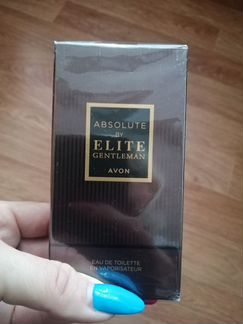 ABSOLUTE
BY
ELITE
GENTLEMAN
AVON
EAU DE TOILETTE
EN VAPORISATEUR